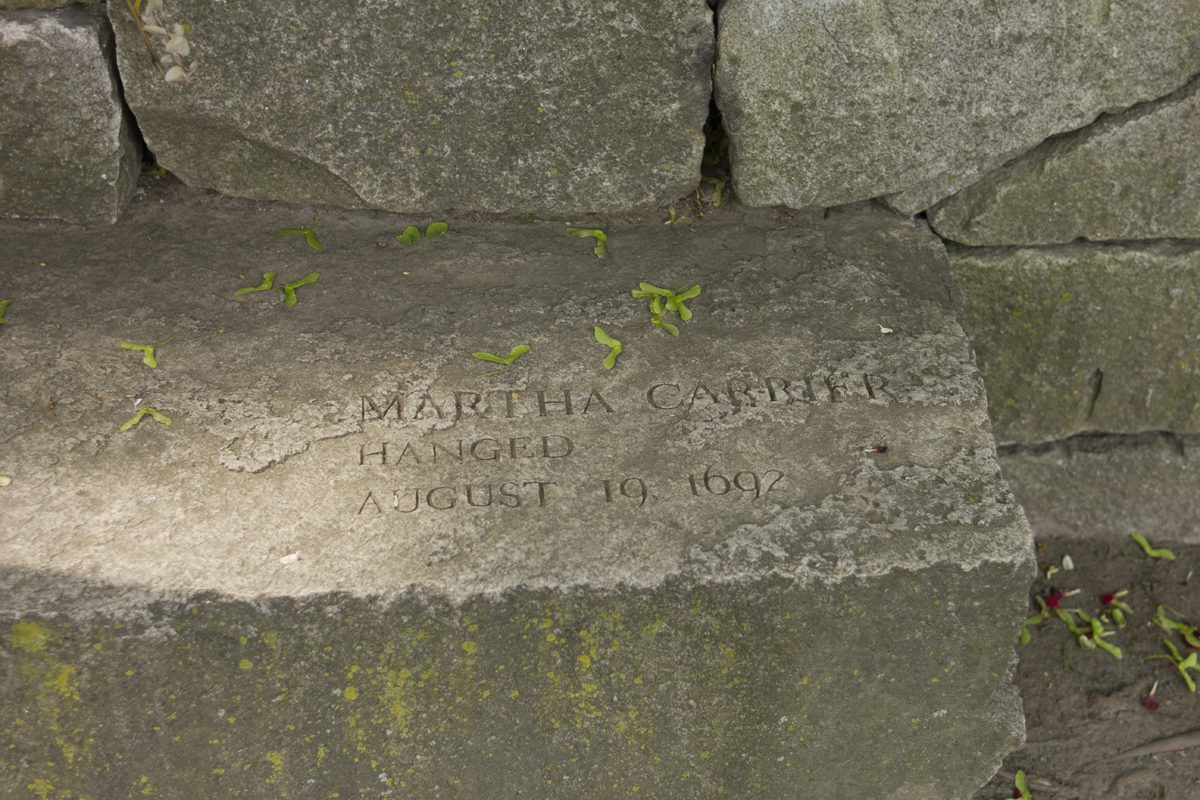 MARTHA CARRIER
HANGED
AUGUST 19, 1692